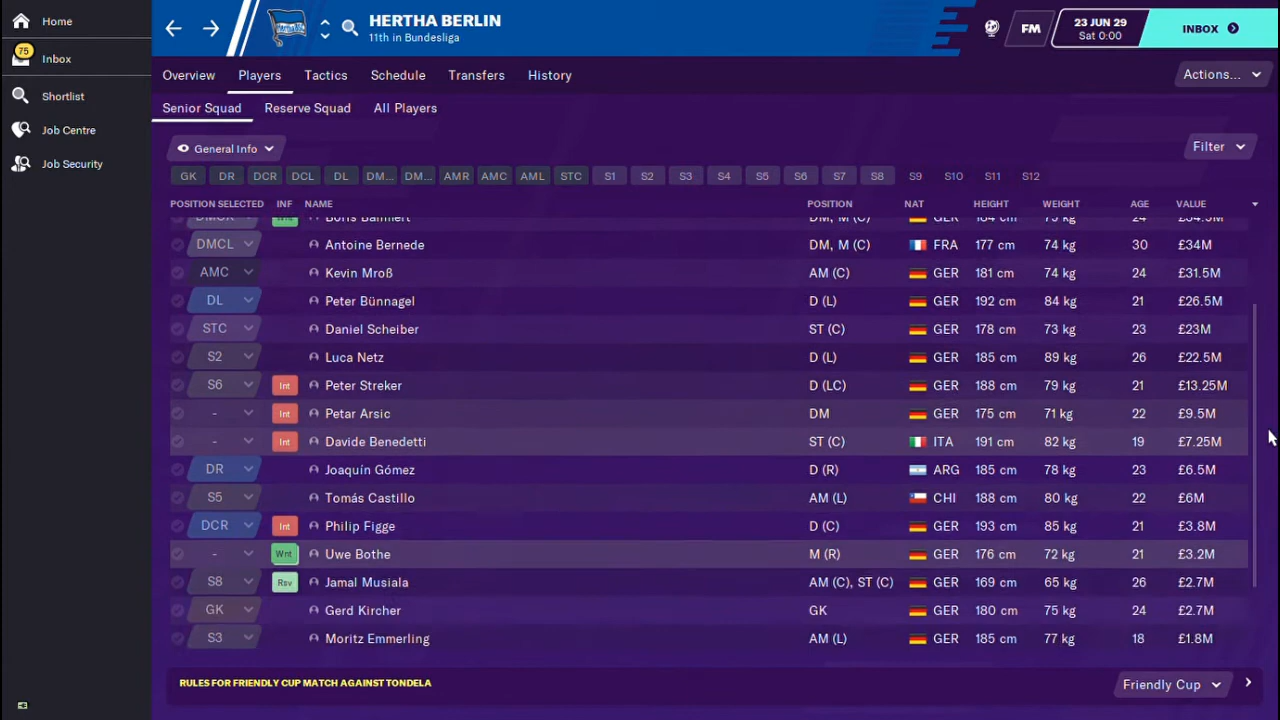 Home
75
Inbox
Shortlist
Job Centre
Job Security
HERTHA BERLIN
11th in Bundesliga
FM
23 JUN 29
Sat 0:00
INBOX
Overview Players Tactics Schedule Transfers History
Actions...
Senior Squad Reserve Squad All Players
General Info
Filter
GK DR DCR DCL DL DM... DM... AMR AMC AML STC S1 S2 S3 S4 S5 S6 S7 S8 S9 S10 S11 S12
POSITION SELECTED INF NAME POSITION NAT HEIGHT WEIGHT AGE VALUE
DM, M (C) GER
DMCL Antoine Bernede DM, M (C) FRA 177 cm 74 kg 30 £34M
AMC Kevin Mroß AM (C) GER 181 cm 74 kg 24 £31.5M
DL Peter Bünnagel D (L) GER 192 cm 84 kg 21 £26.5M
STC Daniel Scheiber ST (C) GER 178 cm 73 kg 23 £23M
S2 Luca Netz D (L) GER 185 cm 89 kg 26 £22.5M
S6 Int Peter Streker D (LC) GER 188 cm 79 kg 21 £13.25M
- Int Petar Arsic DM GER 175 cm 71 kg 22 £9.5M
- Int Davide Benedetti ST (C) ITA 191 cm 82 kg 19 £7.25M
DR Joaquín Gómez D (R) ARG 185 cm 78 kg 23 £6.5M
S5 Tomás Castillo AM (L) CHI 188 cm 80 kg 22 £6M
DCR Int Philip Figge D (C) GER 193 cm 85 kg 21 £3.8M
- Wnt Uwe Bothe M (R) GER 176 cm 72 kg 21 £3.2M
S8 Rsv Jamal Musiala AM (C), ST (C) GER 169 cm 65 kg 26 £2.7M
GK Gerd Kircher GK GER 180 cm 75 kg 24 £2.7M
S3 Moritz Emmerling AM (L) GER 185 cm 77 kg 18 £1.8M
RULES FOR FRIENDLY CUP MATCH AGAINST TONDELA
Friendly Cup